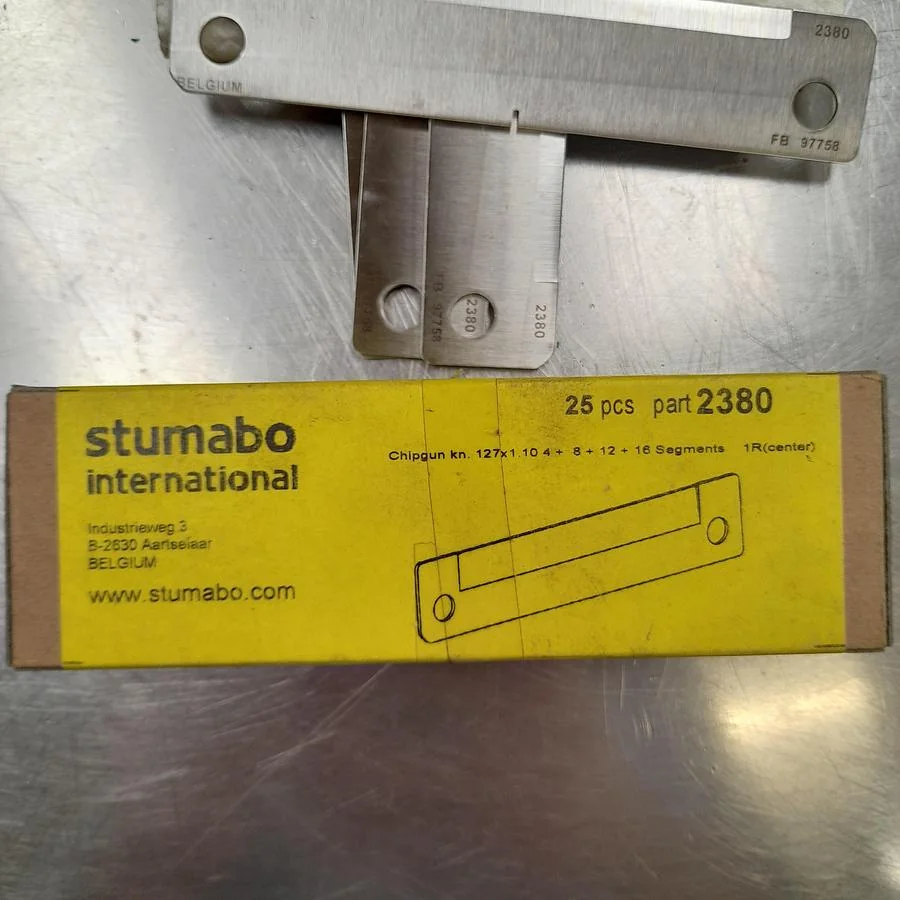 2380
BELGIUM
FB 97758
FB 97758
2380
2380
stumabo
international
25 pcs part 2380
Chipgun kn. 127x1.10 4 + 8 + 12 + 16 Segments 1R(center)
Industrieweg 3
B-2630 Aartselaar
BELGIUM
www.stumabo.com